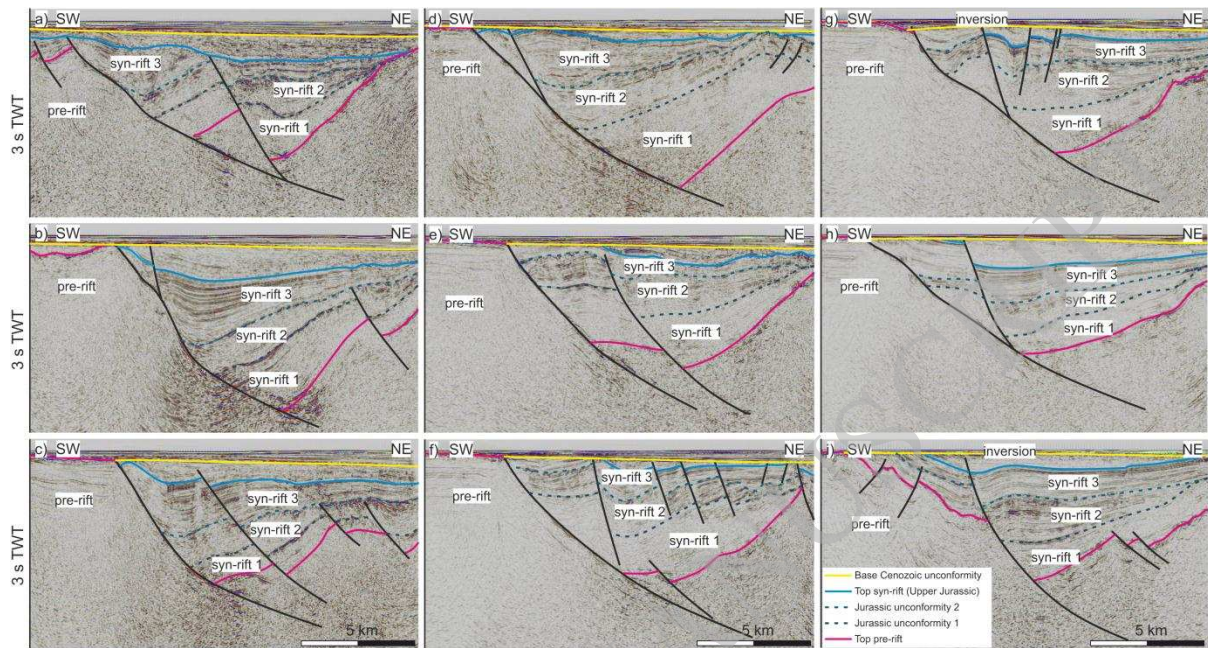 a) SW NE
syn-rift 3
syn-rift 2
pre-rift
syn-rift 1
3 s TWT
d) SW NE
syn-rift 3
syn-rift 2
pre-rift
syn-rift 1
g) SW inversion NE
syn-rift 3
syn-rift 2
pre-rift
syn-rift 1
b) SW NE
pre-rift
syn-rift 3
syn-rift 2
syn-rift 1
3 s TWT
e) SW NE
syn-rift 3
syn-rift 2
pre-rift
syn-rift 1
h) SW NE
pre-rift
syn-rift 3
syn-rift 2
syn-rift 1
c) SW NE
pre-rift
syn-rift 3
syn-rift 2
syn-rift 1
3 s TWT
5 km
f) SW NE
syn-rift 3
pre-rift
syn-rift 2
syn-rift 1
5 km
i) SW inversion NE
syn-rift 3
syn-rift 2
pre-rift
syn-rift 1
Base Cenozoic unconformity
Top syn-rift (Upper Jurassic)
Jurassic unconformity 2
Jurassic unconformity 1
Top pre-rift
5 km